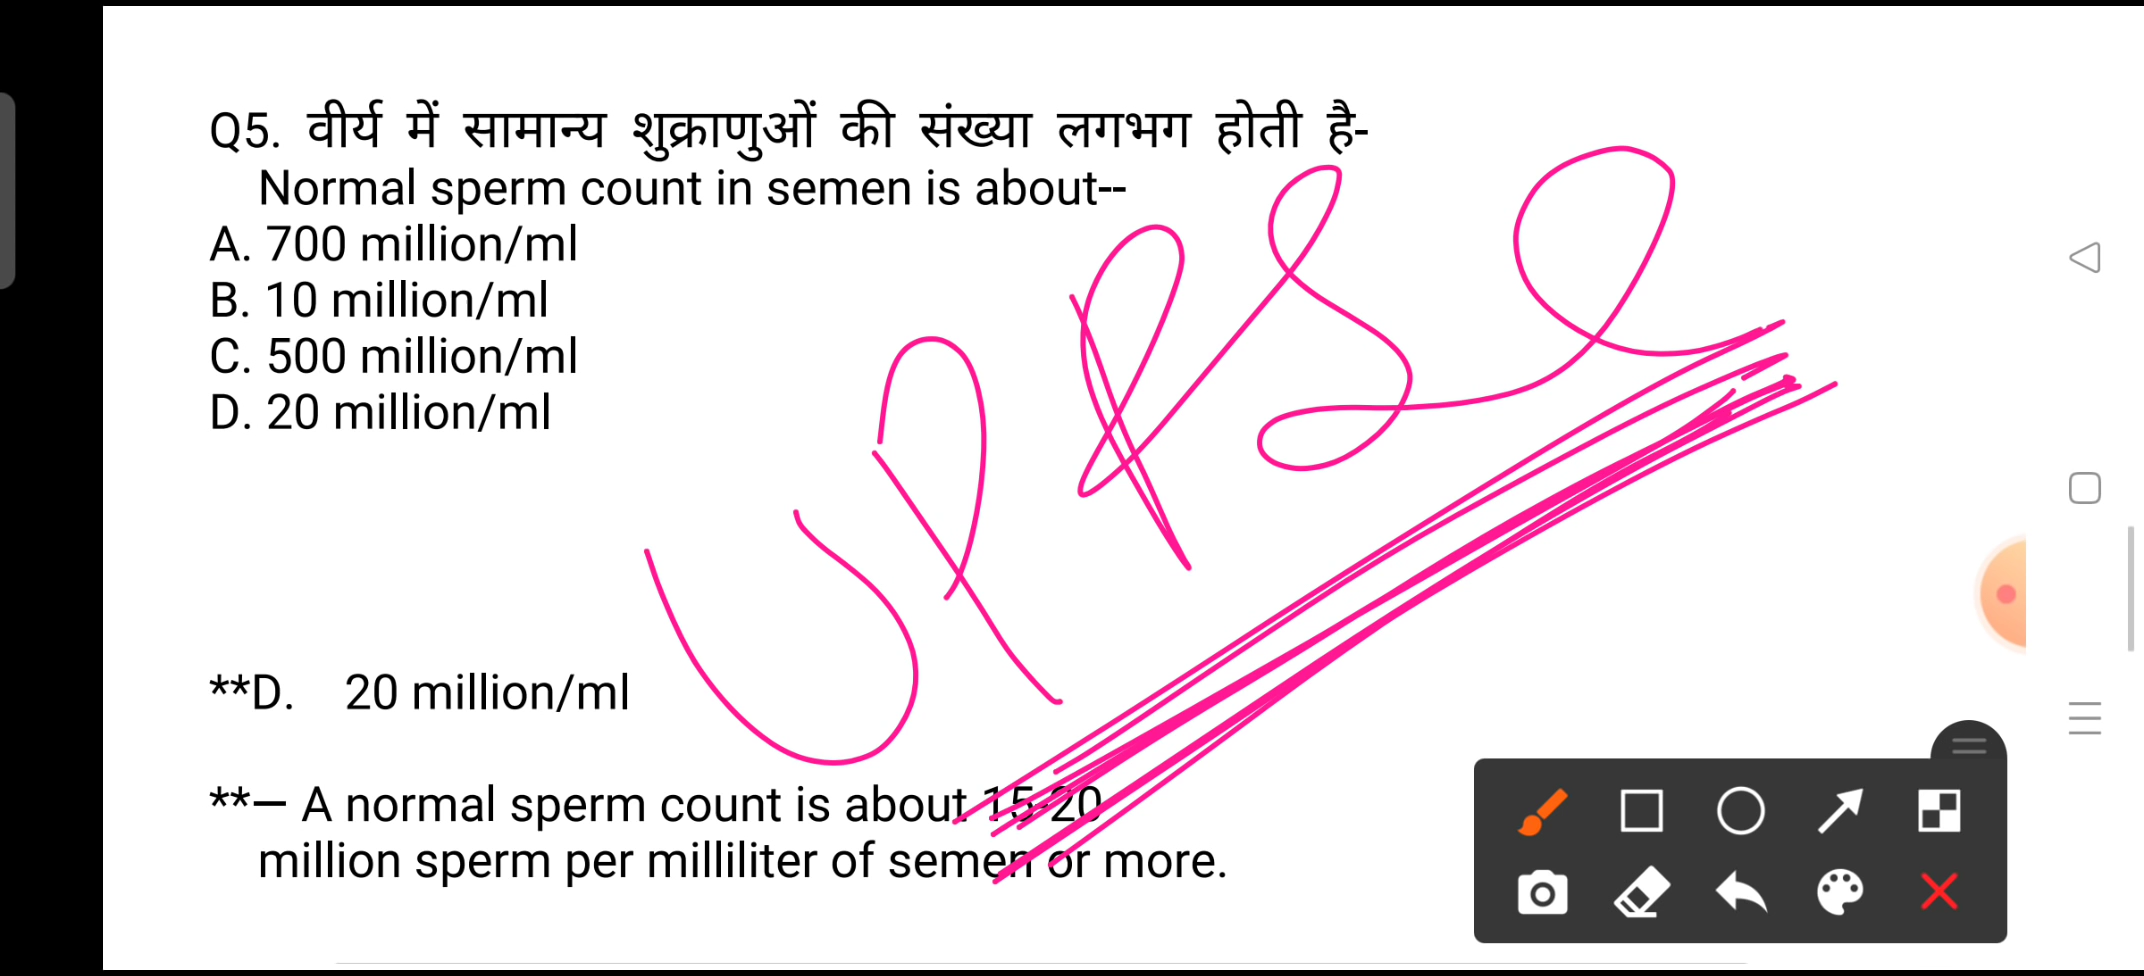 Q5. वीर्य में सामान्य शुक्राणुओं की संख्या लगभग होती है-
Normal sperm count in semen is about--
A. 700 million/ml
B. 10 million/ml
C. 500 million/ml
D. 20 million/ml
UPPSC
**D. 20 million/ml
**– A normal sperm count is about 15-20
million sperm per milliliter of semen or more.